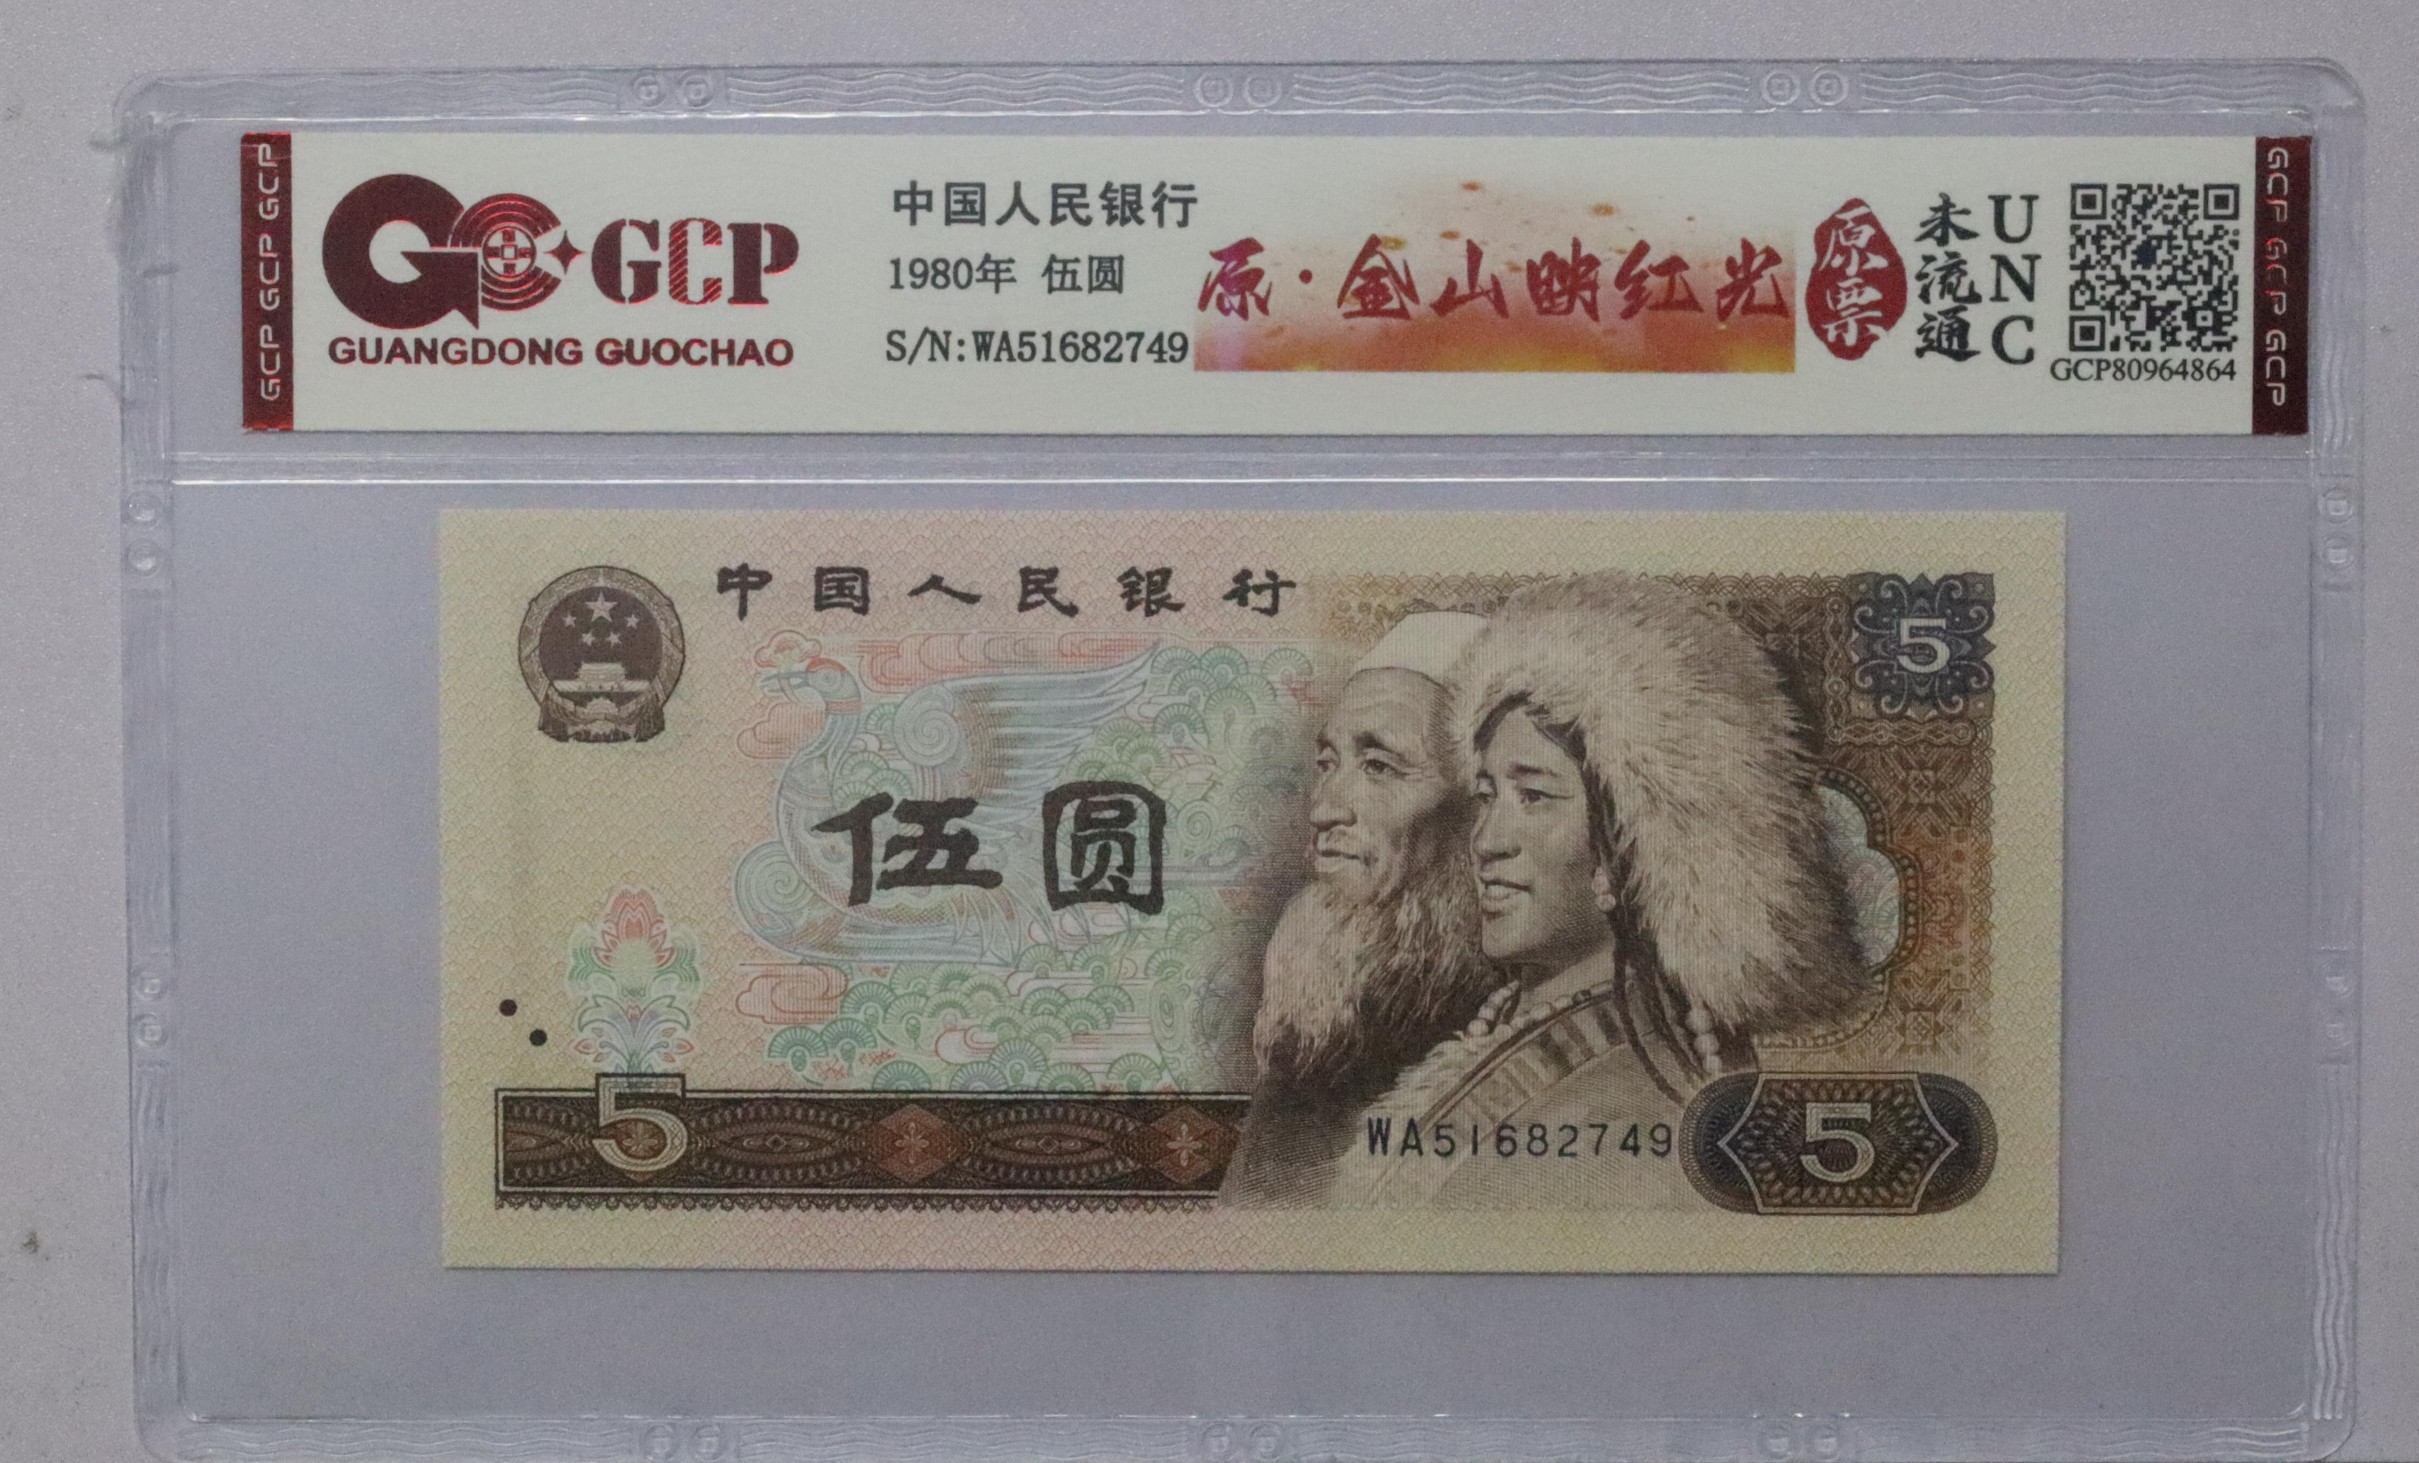 GCP GCP GCP
GCP
GUANGDONG GUOCHAO
中国人民银行
1980年 伍圆
S/N:WA51682749
原·金山映红光
原票
未流通
UNC
GCP80964864
GCP GCP GCP
中国人民银行
5
伍圆
5
WA51682749
5